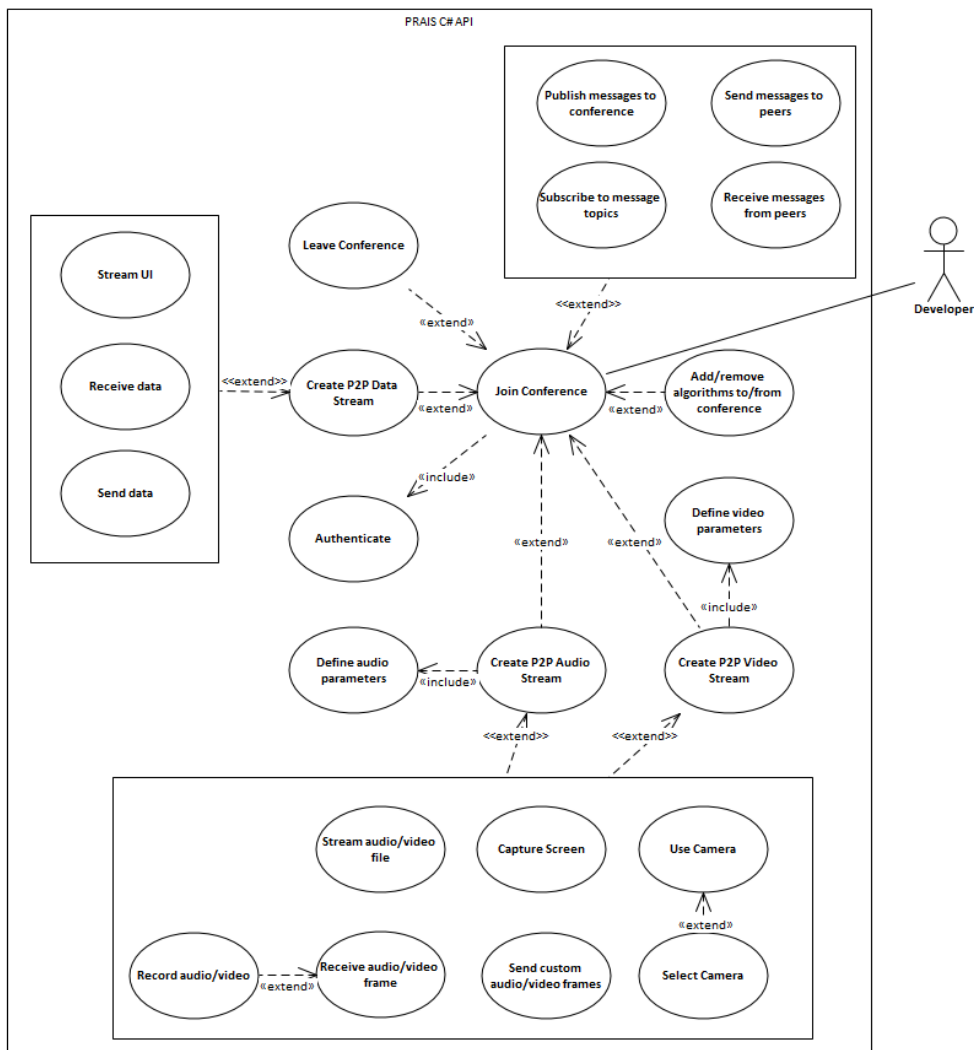 PRAIS C# API
Publish messages to
conference
Send messages to
peers
Subscribe to message
topics
Receive messages
from peers
Leave Conference
Stream UI
Developer
«extend»
<<extend>>
Receive data
<<extend>>
Create P2P Data
Stream
«extend»
Join Conference
«extend»
Add/remove
algorithms to/from
conference
«include»
Send data
Authenticate
«extend»
«extend»
Define video
parameters
«include»
Define audio
parameters
«include»
Create P2P Audio
Stream
Create P2P Video
Stream
<<extend>>
<<extend>>
Stream audio/video
file
Capture Screen
Use Camera
«extend»
Record audio/video
«extend»
Receive audio/video
frame
Send custom
audio/video frames
Select Camera